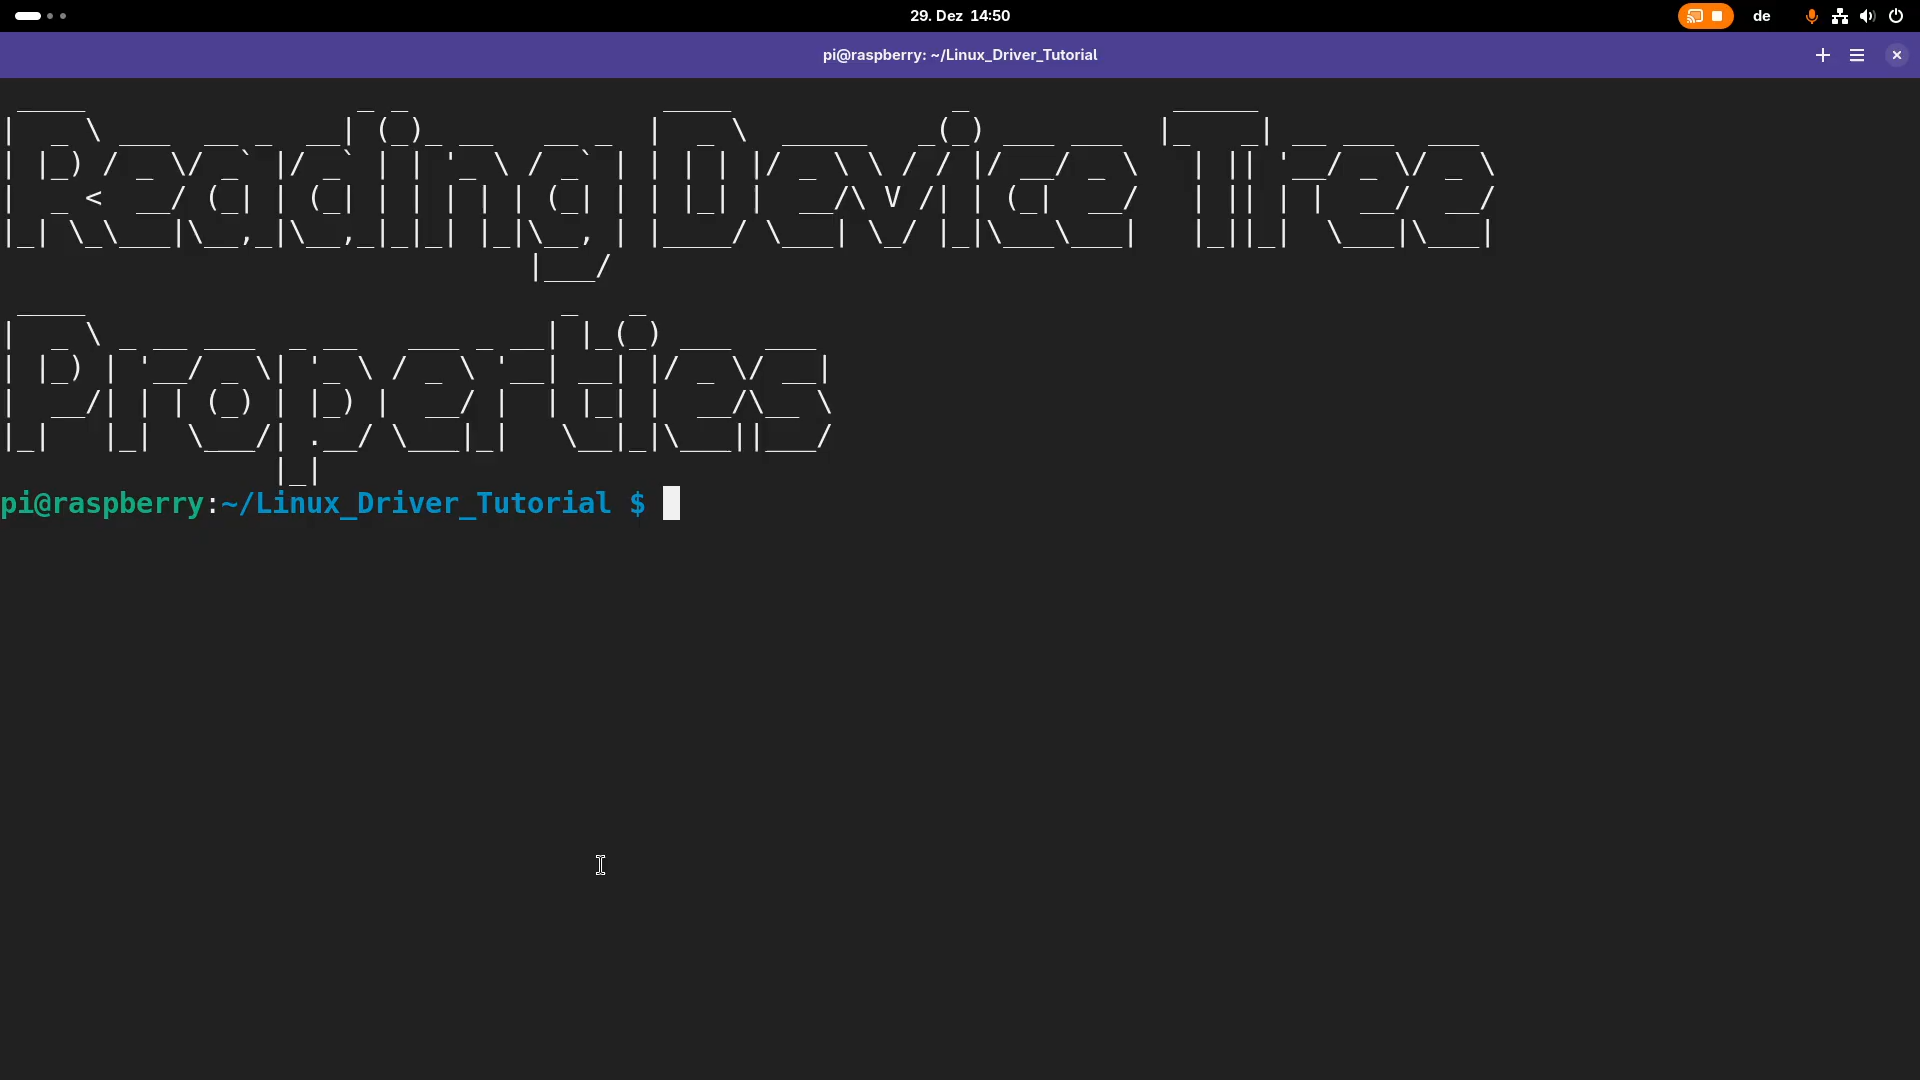 29. Dez 14:50
de
pi@raspberry: ~/Linux_Driver_Tutorial
Reading Device Tree
Properties
pi@raspberry:~/Linux_Driver_Tutorial $